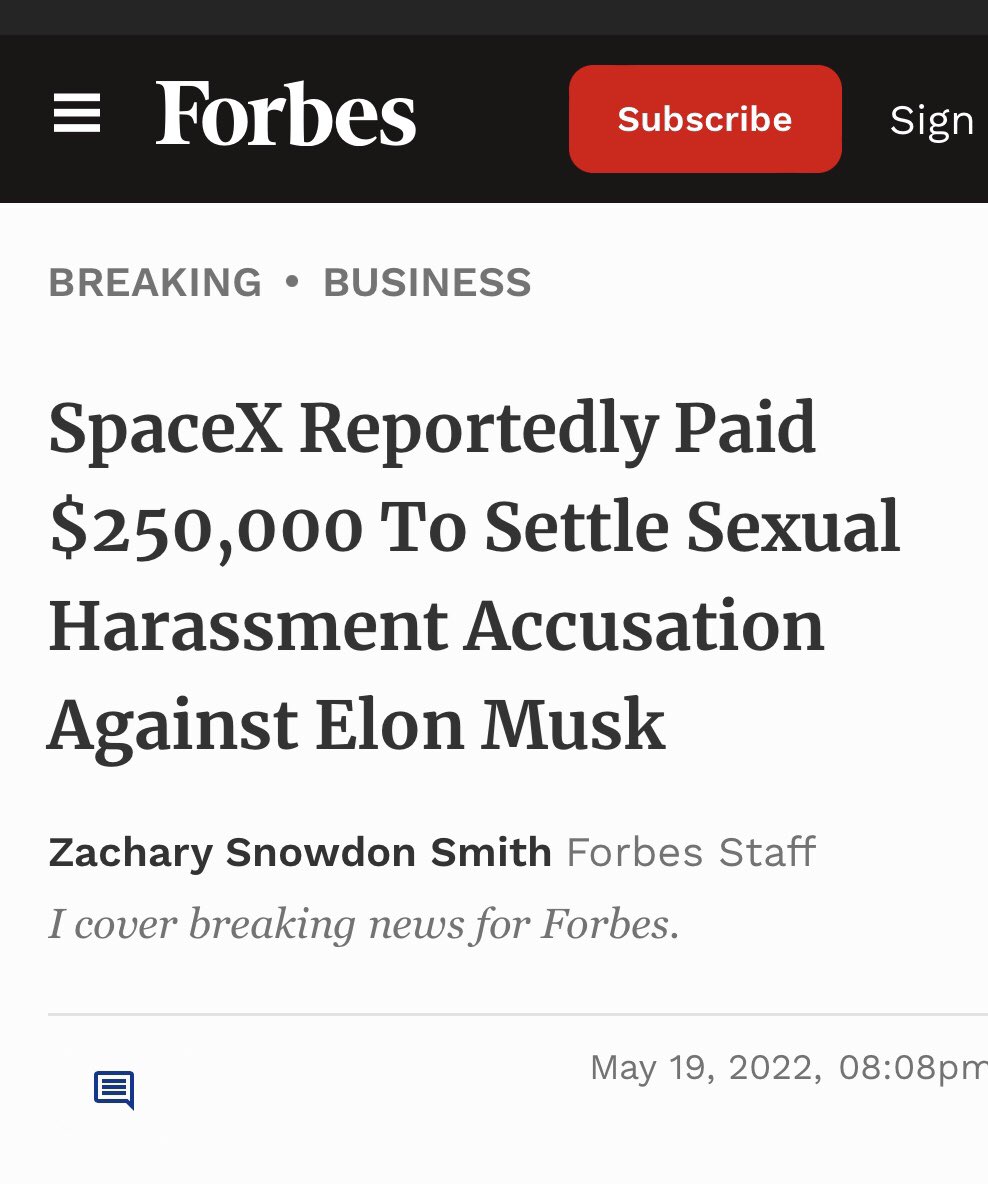 Forbes
Subscribe
Sign
BREAKING • BUSINESS
SpaceX Reportedly Paid
$250,000 To Settle Sexual
Harassment Accusation
Against Elon Musk
Zachary Snowdon Smith Forbes Staff
I cover breaking news for Forbes.
May 19, 2022, 08:08pm